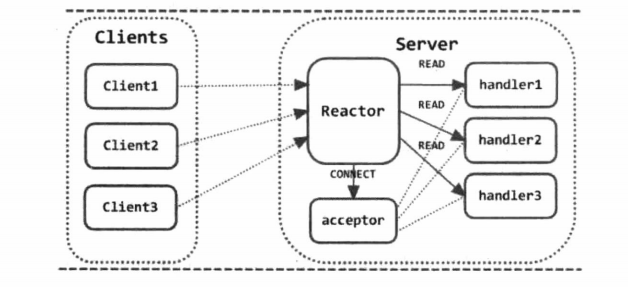 Clients
Server
Client1
Client2
Client3
Reactor
READ
READ
READ
CONNECT
acceptor
handler1
handler2
handler3